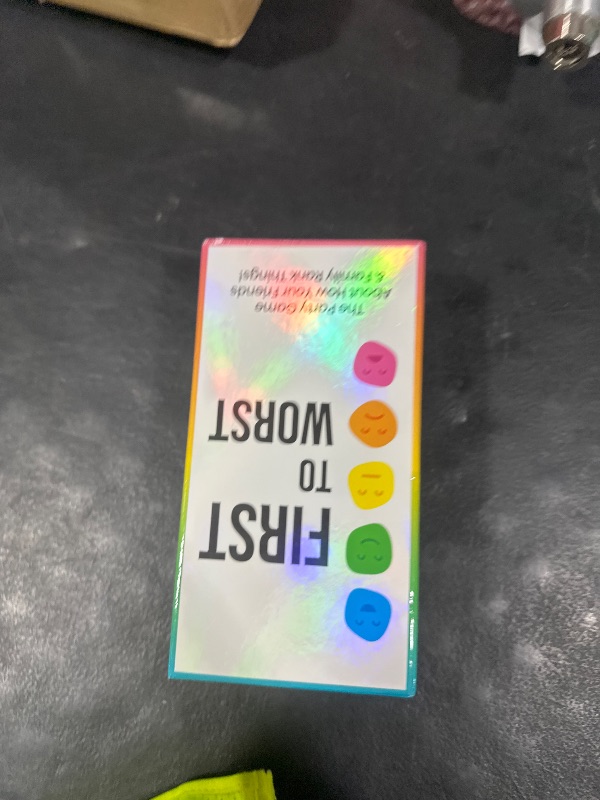 FIRST
TO
WORST
The Party Game
About How Your Friends
& Family Rank Things!